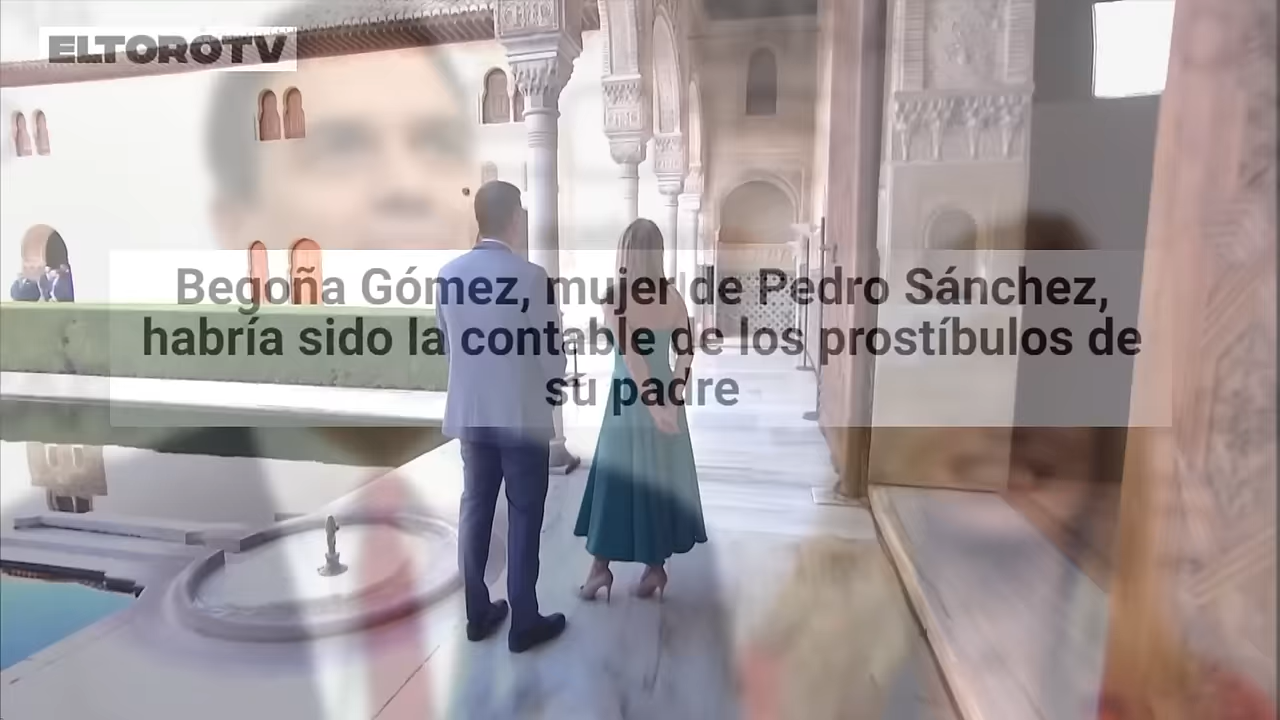 ELTOROTV
Begoña Gómez, mujer de Pedro Sánchez,
habría sido la contable de los prostíbulos de
su padre